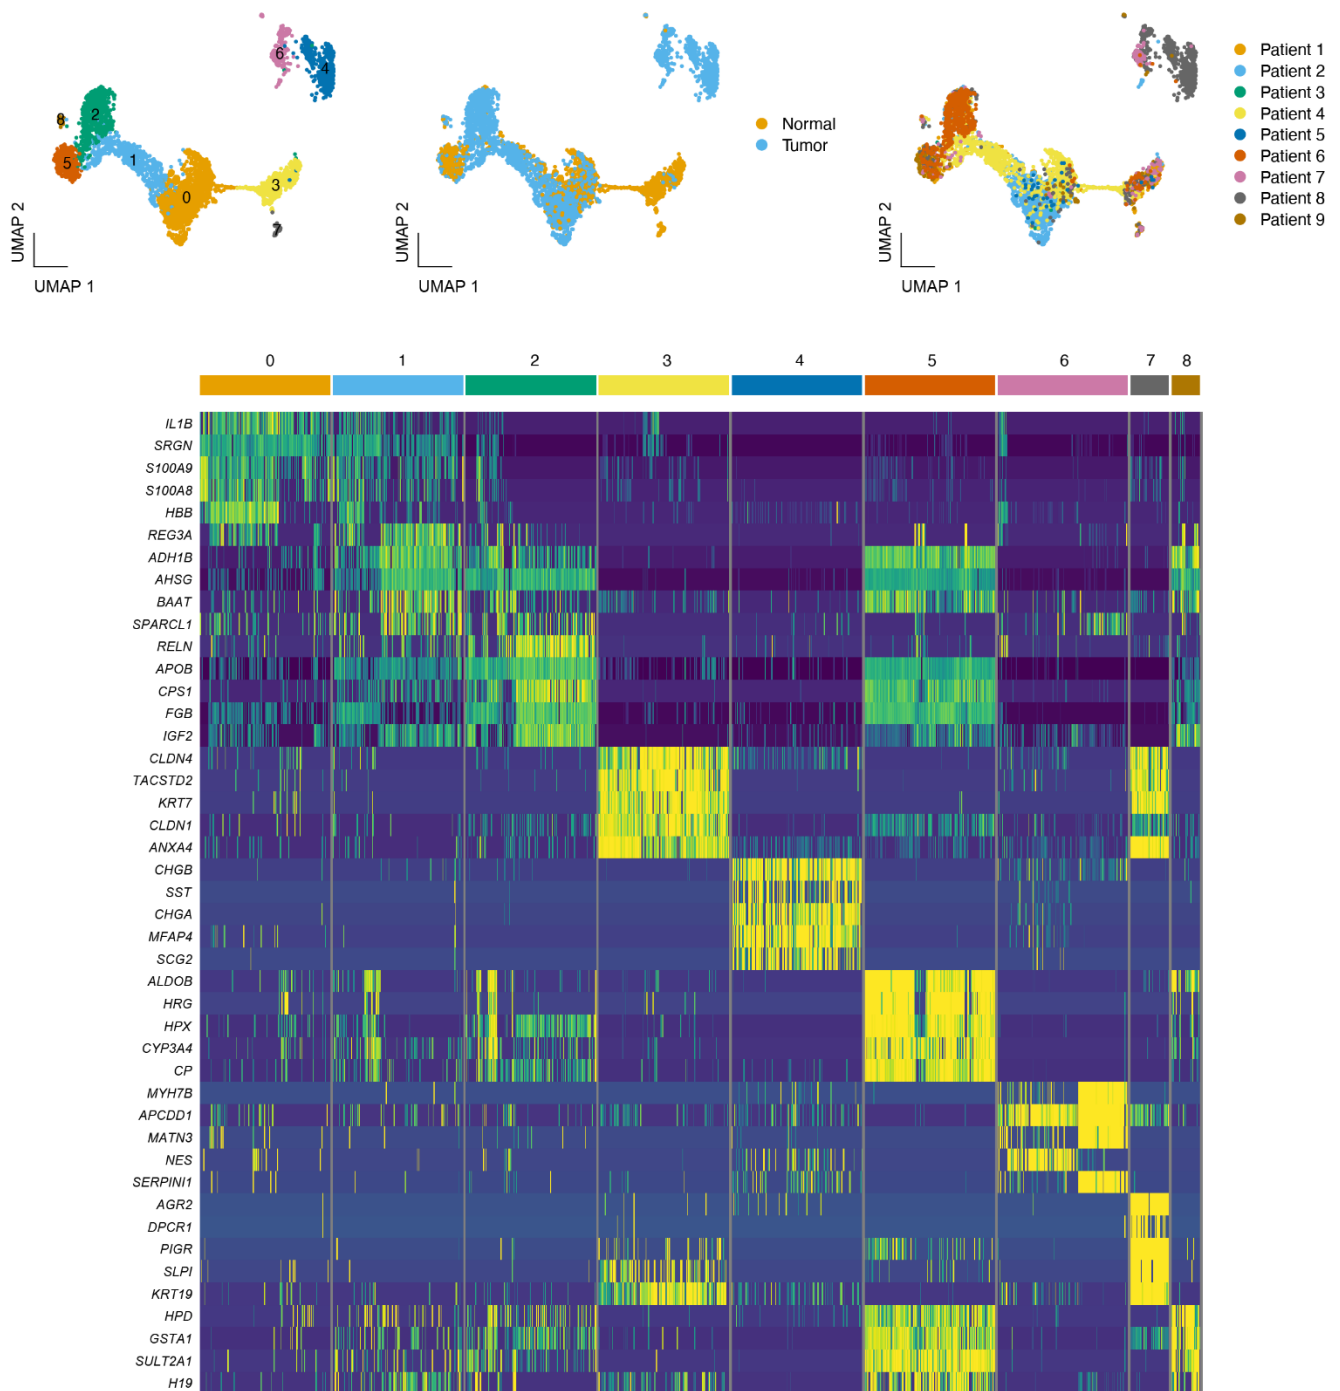 6
4
2
8
5
1
0
3
7
UMAP 2
UMAP 1
Normal
Tumor
UMAP 2
UMAP 1
Patient 1
Patient 2
Patient 3
Patient 4
Patient 5
Patient 6
Patient 7
Patient 8
Patient 9
UMAP 2
UMAP 1
0 1 2 3 4 5 6 7 8
IL1B
SRGN
S100A9
S100A8
HBB
REG3A
ADH1B
AHSG
BAAT
SPARCL1
RELN
APOB
CPS1
FGB
IGF2
CLDN4
TACSTD2
KRT7
CLDN1
ANXA4
CHGB
SST
CHGA
MFAP4
SCG2
ALDOB
HRG
HPX
CYP3A4
CP
MYH7B
APCDD1
MATN3
NES
SERPINI1
AGR2
DPCR1
PIGR
SLPI
KRT19
HPD
GSTA1
SULT2A1
H19